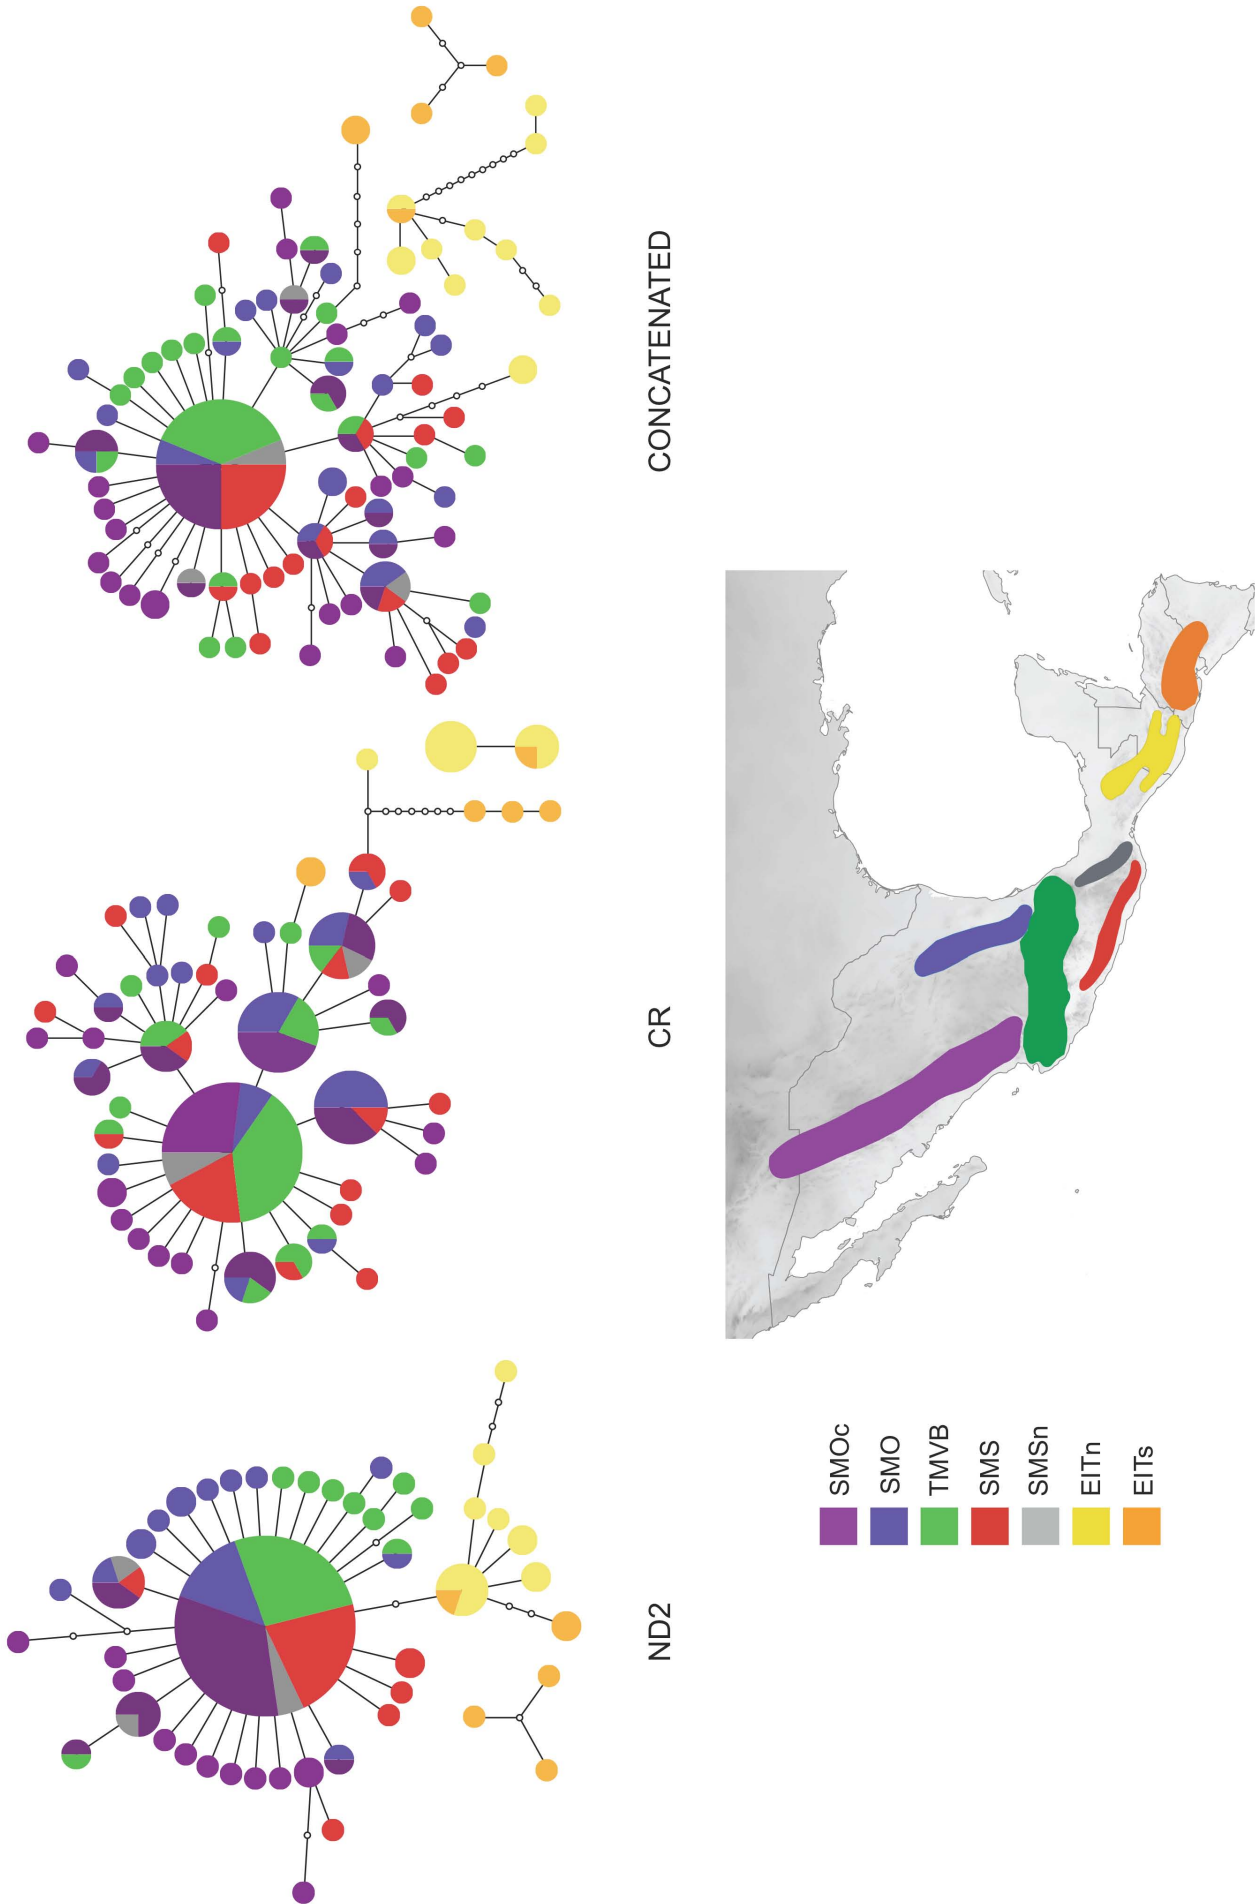 ND2
CR
CONCATENATED
SMOc
SMO
TMVB
SMS
SMSn
EITn
EITs